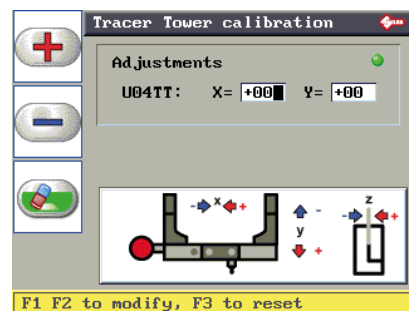 Tracer Tower calibration
Adjustments
U04TT: X= +00 Y= +00
- x +
- y +
z
- +
F1 F2 to modify, F3 to reset